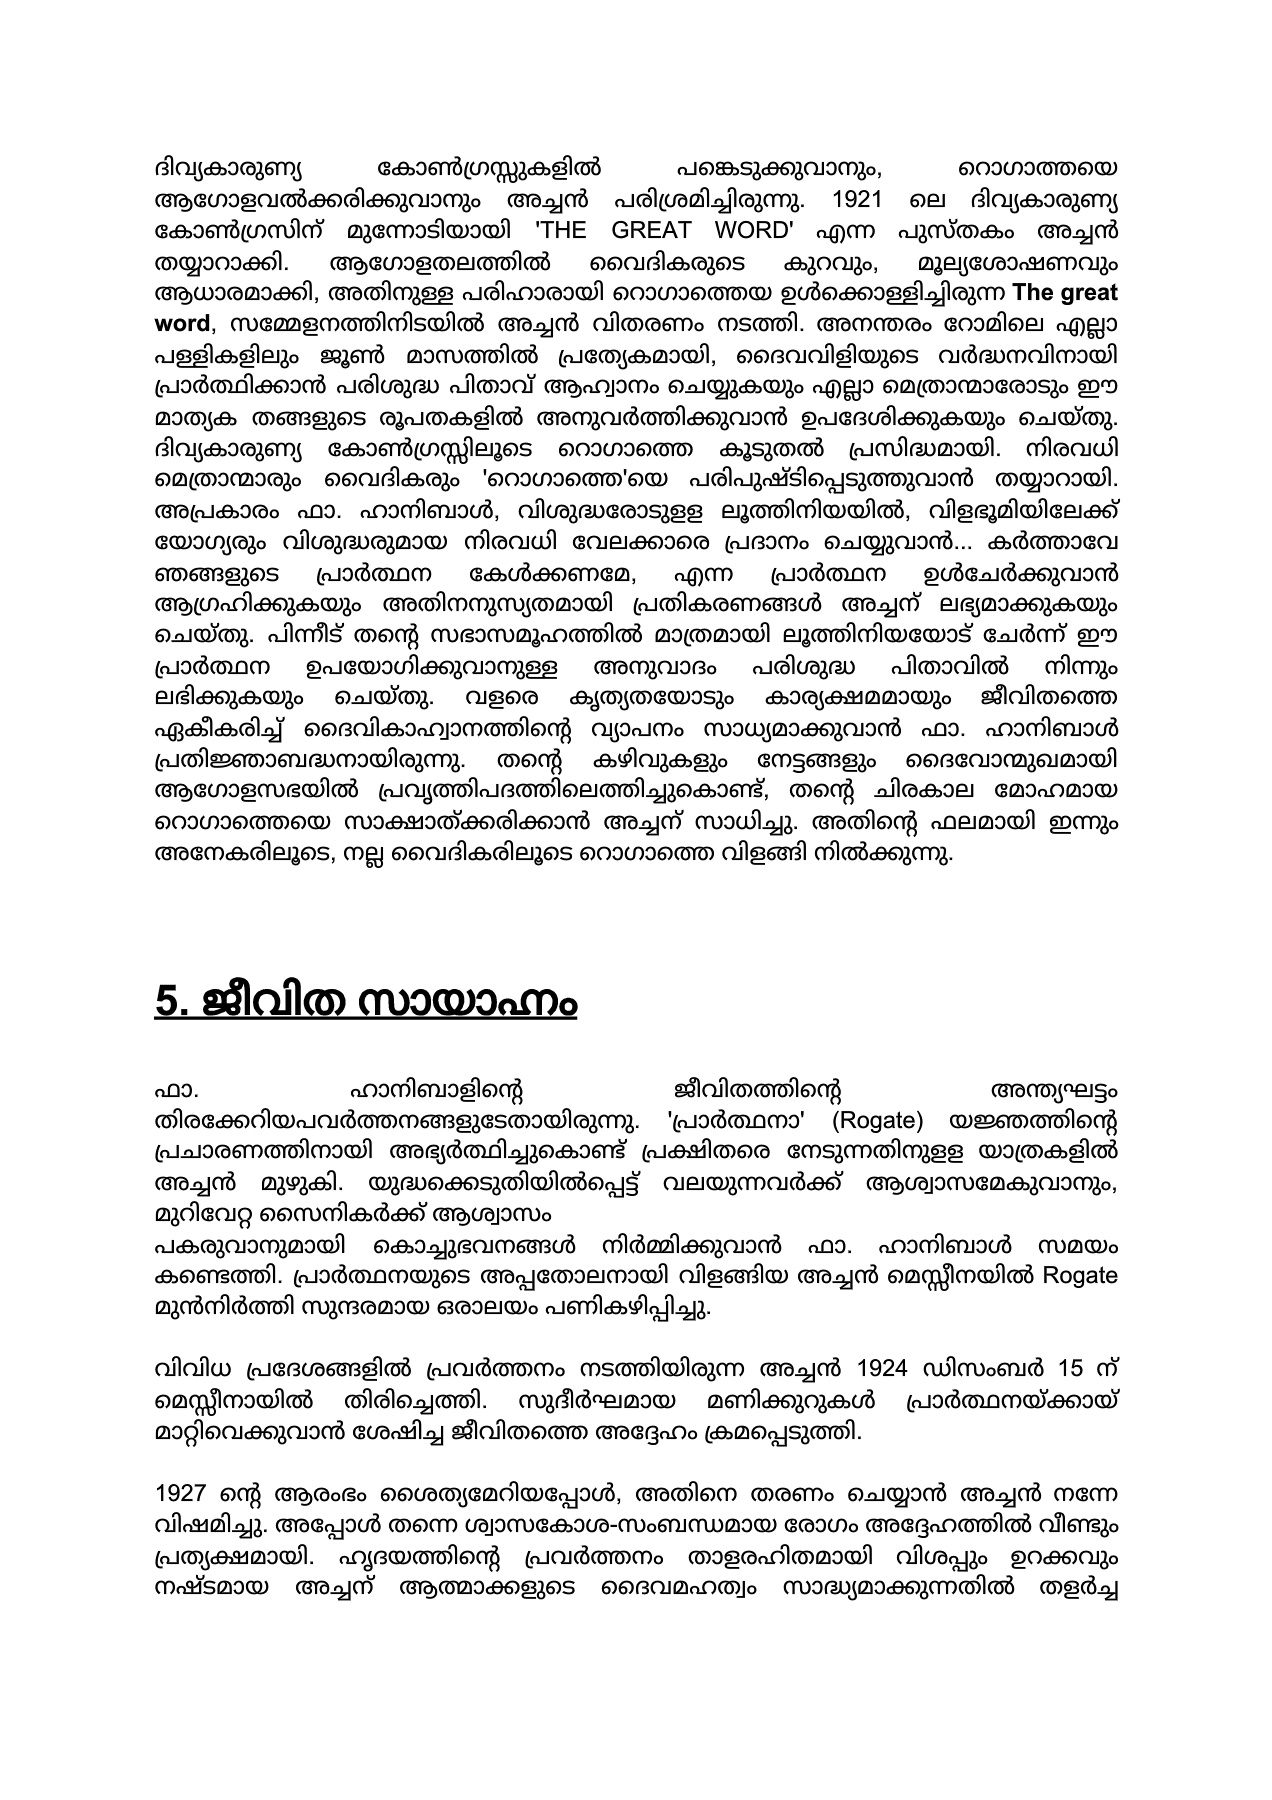 ദിവ്യകാരുണ്യ കോൺഗ്രസ്സുകളിൽ പങ്കെടുക്കുവാനും, റൊഗാത്തയെ
ആഗോളവൽക്കരിക്കുവാനും അച്ചൻ പരിശ്രമിച്ചിരുന്നു. 1921 ലെ ദിവ്യകാരുണ്യ
കോൺഗ്രസിന് മുന്നോടിയായി 'THE GREAT WORD' എന്ന പുസ്തകം അച്ചൻ
തയ്യാറാക്കി. ആഗോളതലത്തിൽ വൈദികരുടെ കുറവും, മൂല്യശോഷണവും
ആധാരമാക്കി, അതിനുള്ള പരിഹാരായി റൊഗാത്തെയ ഉൾക്കൊള്ളിച്ചിരുന്ന The great
word, സമ്മേളനത്തിനിടയിൽ അച്ചൻ വിതരണം നടത്തി. അനന്തരം റോമിലെ എല്ലാ
പള്ളികളിലും ജൂൺ മാസത്തിൽ പ്രത്യേകമായി, ദൈവവിളിയുടെ വർദ്ധനവിനായി
പ്രാർത്ഥിക്കാൻ പരിശുദ്ധ പിതാവ് ആഹ്വാനം ചെയ്യുകയും എല്ലാ മെത്രാന്മാരോടും ഈ
മാത്യക തങ്ങളുടെ രൂപതകളിൽ അനുവർത്തിക്കുവാൻ ഉപദേശിക്കുകയും ചെയ്തു.
ദിവ്യകാരുണ്യ കോൺഗ്രസ്സിലൂടെ റൊഗാത്തെ കൂടുതൽ പ്രസിദ്ധമായി. നിരവധി
മെത്രാന്മാരും വൈദികരും 'റൊഗാത്തെ'യെ പരിപുഷ്ടിപ്പെടുത്തുവാൻ തയ്യാറായി.
അപ്രകാരം ഫാ. ഹാനിബാൾ, വിശുദ്ധരോടുളള ലൂത്തിനിയയിൽ, വിളഭൂമിയിലേക്ക്
യോഗ്യരും വിശുദ്ധരുമായ നിരവധി വേലക്കാരെ പ്രദാനം ചെയ്യുവാൻ... കർത്താവേ
ഞങ്ങളുടെ പ്രാർത്ഥന കേൾക്കണമേ, എന്ന പ്രാർത്ഥന ഉൾചേർക്കുവാൻ
ആഗ്രഹിക്കുകയും അതിനനുസ്യതമായി പ്രതികരണങ്ങൾ അച്ചന് ലഭ്യമാക്കുകയും
ചെയ്തു. പിന്നീട് തന്റെ സഭാസമൂഹത്തിൽ മാത്രമായി ലൂത്തിനിയയോട് ചേർന്ന് ഈ
പ്രാർത്ഥന ഉപയോഗിക്കുവാനുള്ള അനുവാദം പരിശുദ്ധ പിതാവിൽ നിന്നും
ലഭിക്കുകയും ചെയ്തു. വളരെ കൃത്യതയോടും കാര്യക്ഷമമായും ജീവിതത്തെ
ഏകീകരിച്ച് ദൈവികാഹ്വാനത്തിന്റെ വ്യാപനം സാധ്യമാക്കുവാൻ ഫാ. ഹാനിബാൾ
പ്രതിജ്ഞാബദ്ധനായിരുന്നു. തന്റെ കഴിവുകളും നേട്ടങ്ങളും ദൈവോന്മുഖമായി
ആഗോളസഭയിൽ പ്രവൃത്തിപദത്തിലെത്തിച്ചുകൊണ്ട്, തന്റെ ചിരകാല മോഹമായ
റൊഗാത്തെയെ സാക്ഷാത്ക്കരിക്കാൻ അച്ചന് സാധിച്ചു. അതിന്റെ ഫലമായി ഇന്നും
അനേകരിലൂടെ, നല്ല വൈദികരിലൂടെ റൊഗാത്തെ വിളങ്ങി നിൽക്കുന്നു.
5. ജീവിത സായാഹ്നം
ഫാ. ഹാനിബാളിന്റെ ജീവിതത്തിന്റെ അന്ത്യഘട്ടം
തിരക്കേറിയപവർത്തനങ്ങളുടേതായിരുന്നു. 'പ്രാർത്ഥനാ' (Rogate) യജ്ഞത്തിന്റെ
പ്രചാരണത്തിനായി അഭ്യർത്ഥിച്ചുകൊണ്ട് പ്രക്ഷിതരെ നേടുന്നതിനുളള യാത്രകളിൽ
അച്ചൻ മുഴുകി. യുദ്ധക്കെടുതിയിൽപ്പെട്ട് വലയുന്നവർക്ക് ആശ്വാസമേകുവാനും,
മുറിവേറ്റ സൈനികർക്ക് ആശ്വാസം
പകരുവാനുമായി കൊച്ചുഭവനങ്ങൾ നിർമ്മിക്കുവാൻ ഫാ. ഹാനിബാൾ സമയം
കണ്ടെത്തി. പ്രാർത്ഥനയുടെ അപ്പതോലനായി വിളങ്ങിയ അച്ചൻ മെസ്സീനയിൽ Rogate
മുൻനിർത്തി സുന്ദരമായ ഒരാലയം പണികഴിപ്പിച്ചു.
വിവിധ പ്രദേശങ്ങളിൽ പ്രവർത്തനം നടത്തിയിരുന്ന അച്ചൻ 1924 ഡിസംബർ 15 ന്
മെസ്സീനായിൽ തിരിച്ചെത്തി. സുദീർഘമായ മണിക്കുറുകൾ പ്രാർത്ഥനയ്ക്കായ്
മാറ്റിവെക്കുവാൻ ശേഷിച്ച ജീവിതത്തെ അദ്ദേഹം ക്രമപ്പെടുത്തി.
1927 ന്റെ ആരംഭം ശൈത്യമേറിയപ്പോൾ, അതിനെ തരണം ചെയ്യാൻ അച്ചൻ നന്നേ
വിഷമിച്ചു. അപ്പോൾ തന്നെ ശ്വാസകോശ-സംബന്ധമായ രോഗം അദ്ദേഹത്തിൽ വീണ്ടും
പ്രത്യക്ഷമായി. ഹൃദയത്തിന്റെ പ്രവർത്തനം താളരഹിതമായി വിശപ്പും ഉറക്കവും
നഷ്ടമായ അച്ചന് ആത്മാക്കളുടെ ദൈവമഹത്വം സാദ്ധ്യമാക്കുന്നതിൽ തളർച്ച